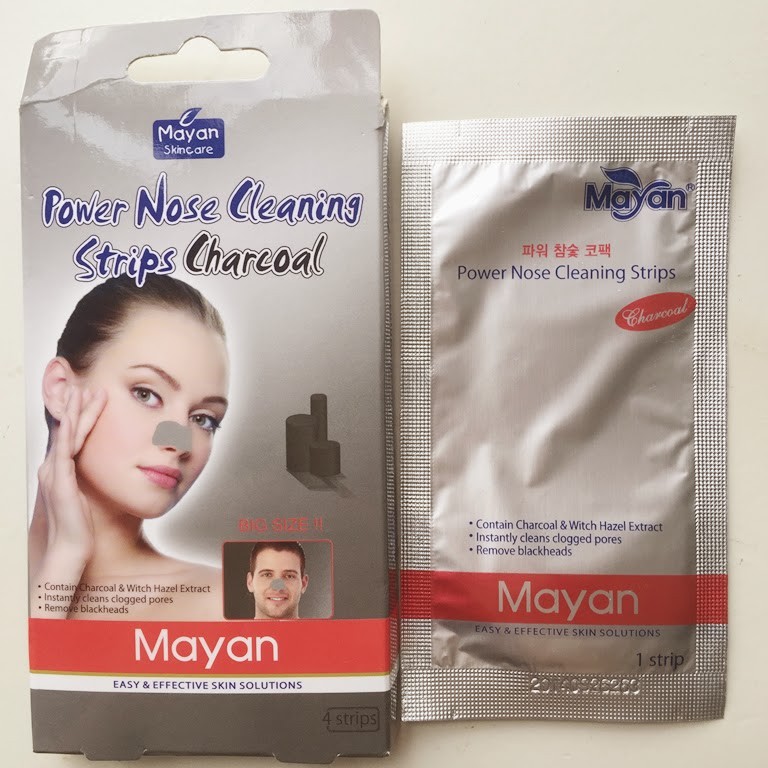 Mayan
Skincare
Power Nose Cleaning
Strips Charcoal
BIG SIZE !!
• Contain Charcoal & Witch Hazel Extract
• Instantly cleans clogged pores
• Remove blackheads
Mayan
EASY & EFFECTIVE SKIN SOLUTIONS
4 strips
Mayan®
파워 참숯 코팩
Power Nose Cleaning Strips
Charcoal
• Contain Charcoal & Witch Hazel Extract
• Instantly cleans clogged pores
• Remove blackheads
Mayan
EASY & EFFECTIVE SKIN SOLUTIONS
1 strip